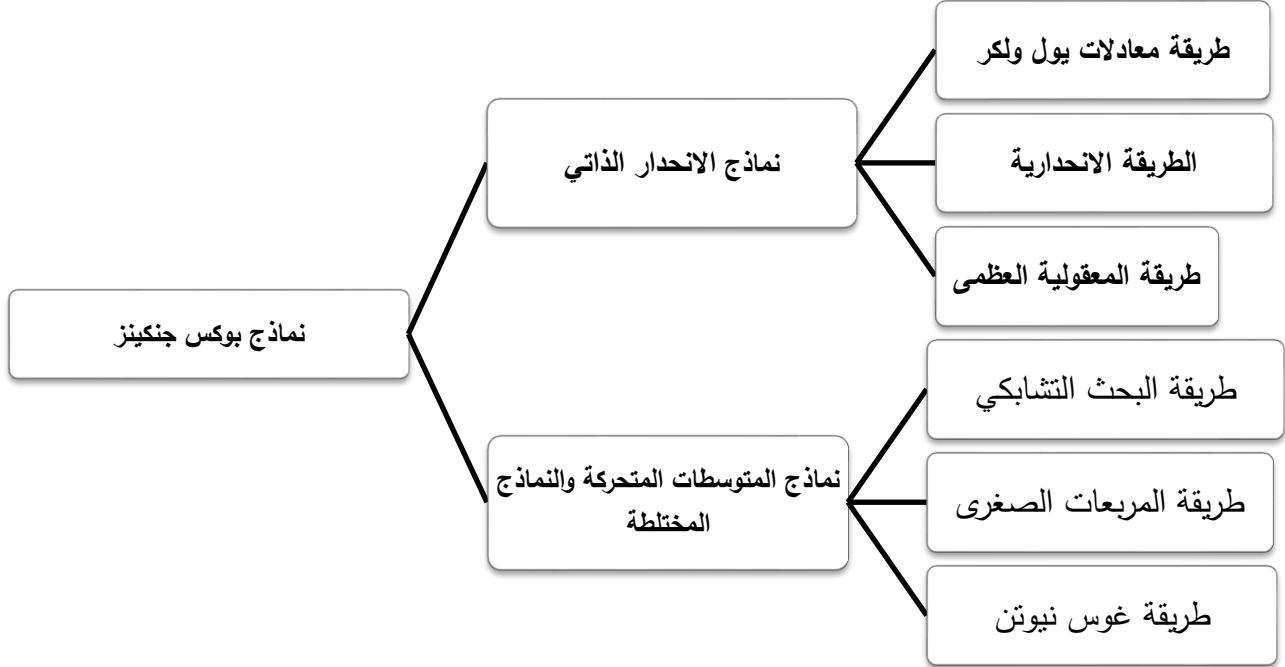 نماذج بوكس جنكينز
نماذج الانحدار الذاتي
طريقة معادلات يول ولكر
الطريقة الانحدارية
طريقة المعقولية العظمى
نماذج المتوسطات المتحركة والنماذج
المختلطة
طريقة البحث التشابكي
طريقة المربعات الصغرى
طريقة غوس نيوتن